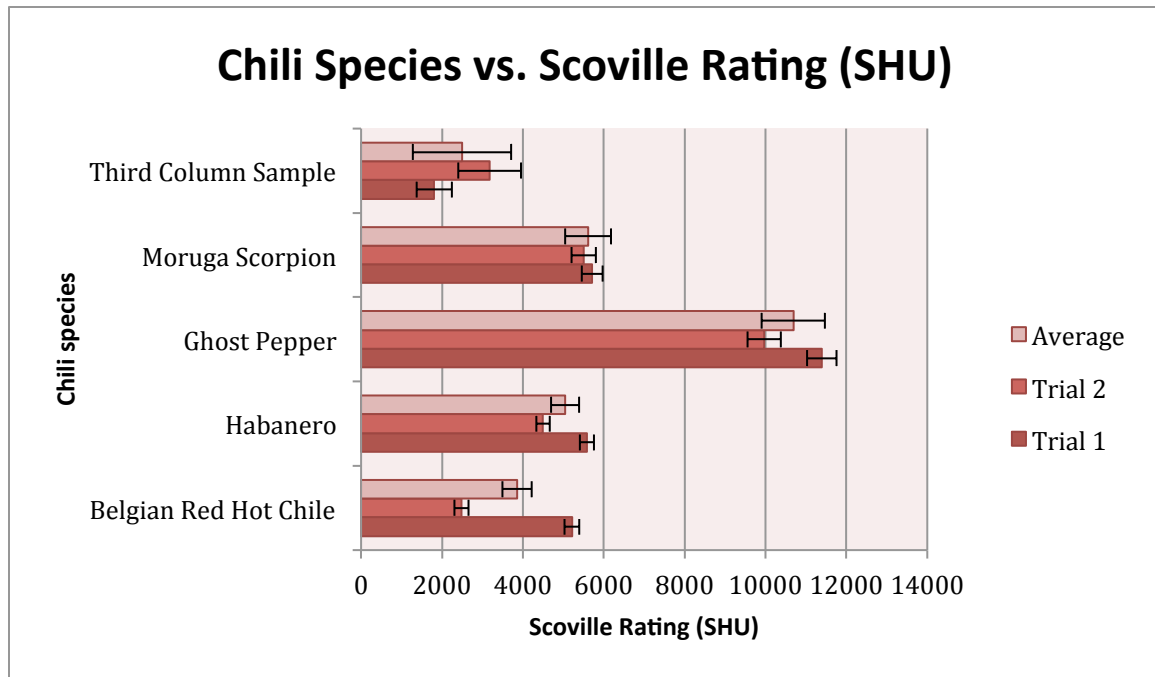 Chili Species vs. Scoville Rating (SHU)
Chili species
Third Column Sample
Moruga Scorpion
Ghost Pepper
Habanero
Belgian Red Hot Chile
0 2000 4000 6000 8000 10000 12000 14000
Scoville Rating (SHU)
Average
Trial 2
Trial 1